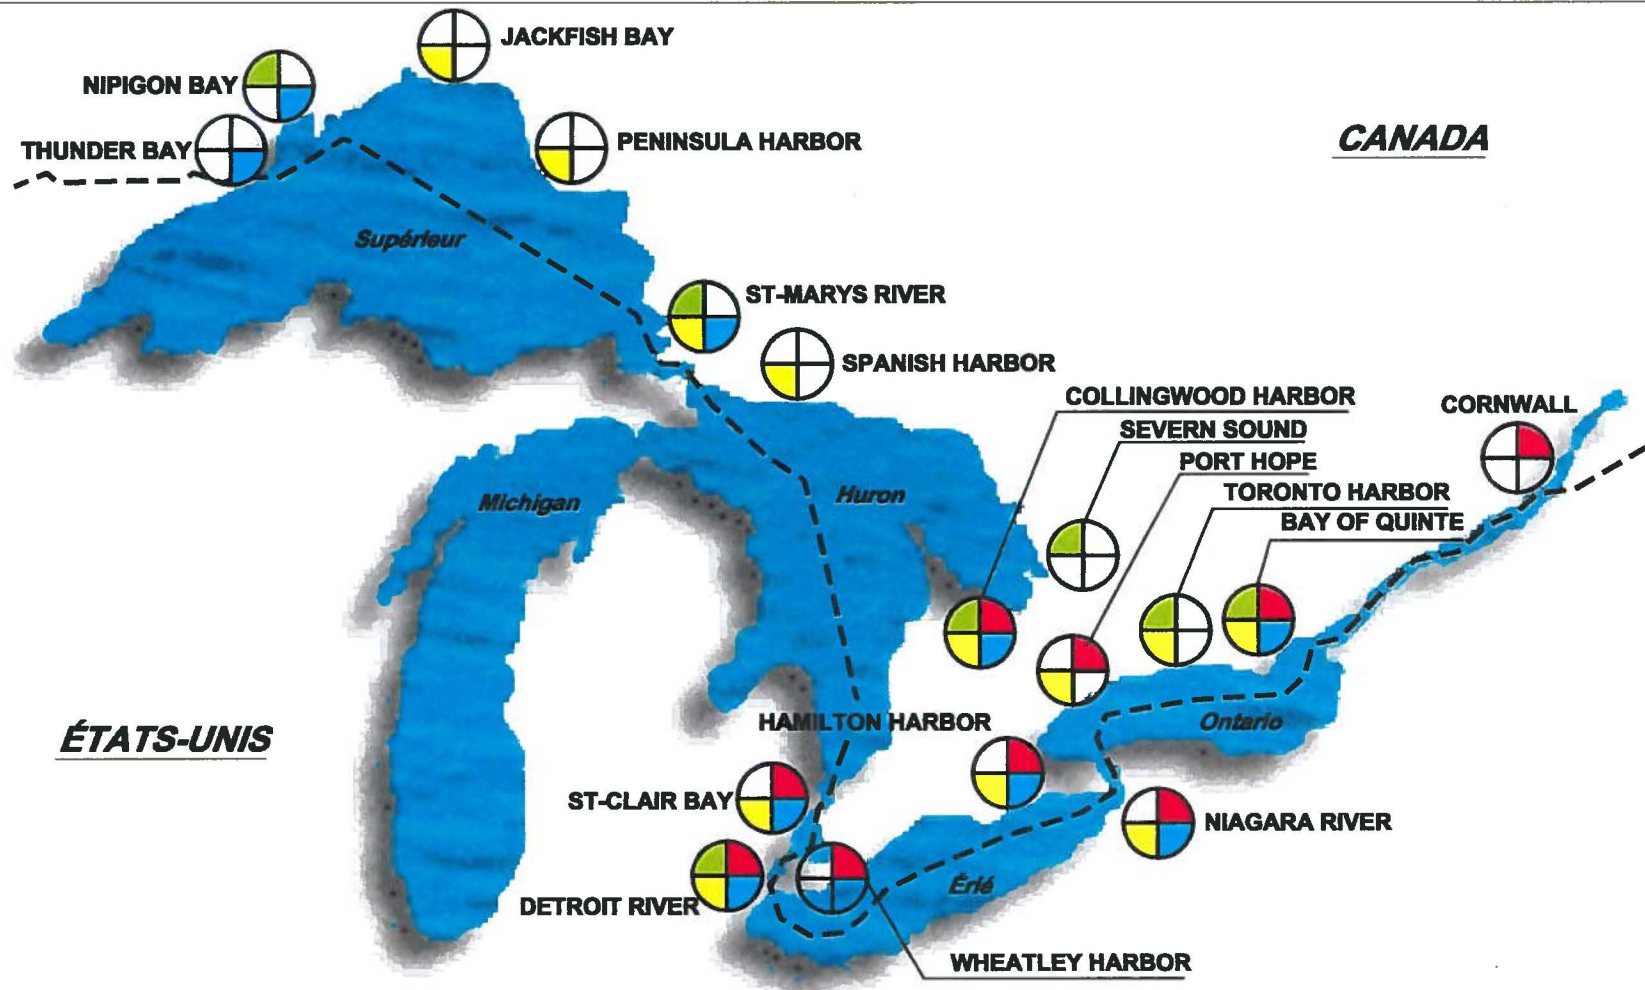 JACKFISH BAY
NIPIGON BAY
THUNDER BAY
PENINSULA HARBOR
CANADA
Supérieur
ST-MARYS RIVER
SPANISH HARBOR
COLLINGWOOD HARBOR
CORNWALL
SEVERN SOUND
PORT HOPE
TORONTO HARBOR
BAY OF QUINTE
Michigan
Huron
ÉTATS-UNIS
HAMILTON HARBOR
Ontario
ST-CLAIR BAY
NIAGARA RIVER
Érié
DETROIT RIVER
WHEATLEY HARBOR